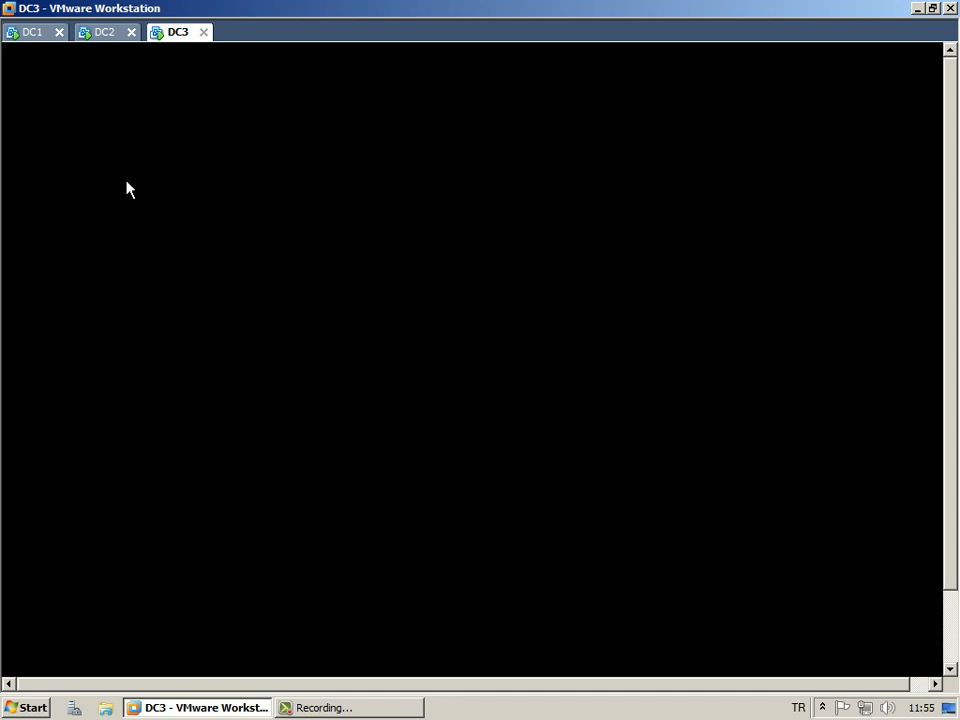 DC3 - VMware Workstation
DC1
DC2
DC3
Start
DC3 - VMware Workst...
Recording...
TR
11:55